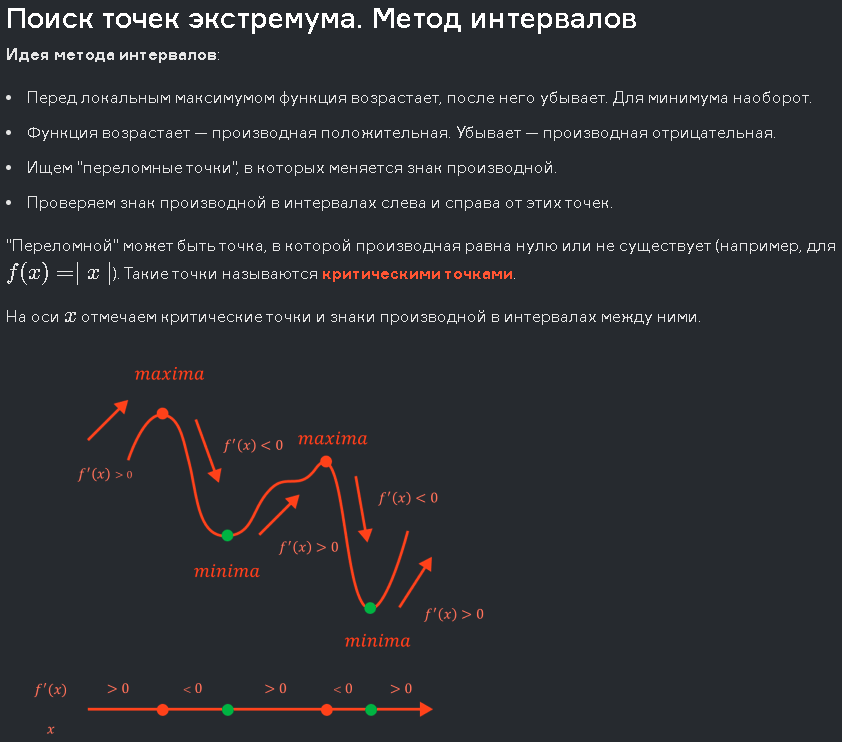 Поиск точек экстремума. Метод интервалов
Идея метода интервалов:
• Перед локальным максимумом функция возрастает, после него убывает. Для минимума наоборот.
• Функция возрастает — производная положительная. Убывает — производная отрицательная.
• Ищем "переломные точки", в которых меняется знак производной.
• Проверяем знак производной в интервалах слева и справа от этих точек.
"Переломной" может быть точка, в которой производная равна нулю или не существует (например, для
f(x) =| x |). Такие точки называются критическими точками.
На оси x отмечаем критические точки и знаки производной в интервалах между ними.
maxima
f′(x) < 0
maxima
f′(x) > 0
f′(x) < 0
f′(x) > 0
minima
f′(x) > 0
minima
f′(x) > 0 < 0 > 0 < 0 > 0
x